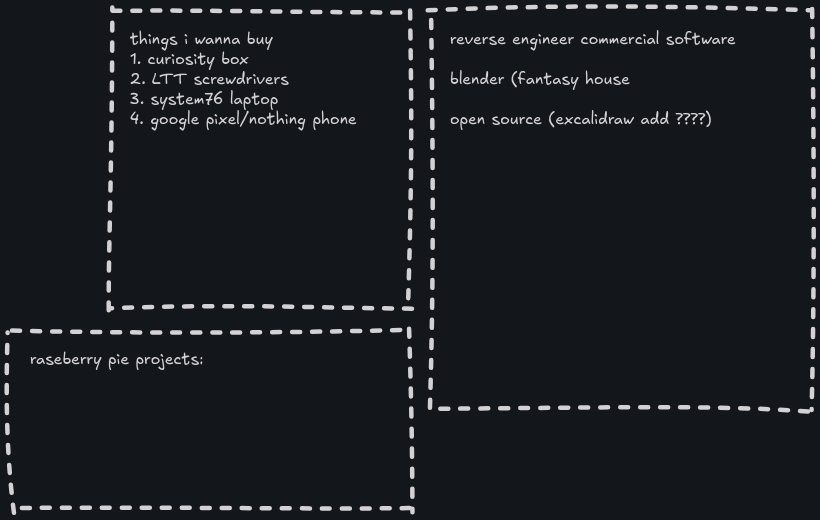 things i wanna buy
1. curiosity box
2. LTT screwdrivers
3. system76 laptop
4. google pixel/nothing phone
reverse engineer commercial software
blender (fantasy house
open source (excalidraw add ????)
raseberry pie projects: